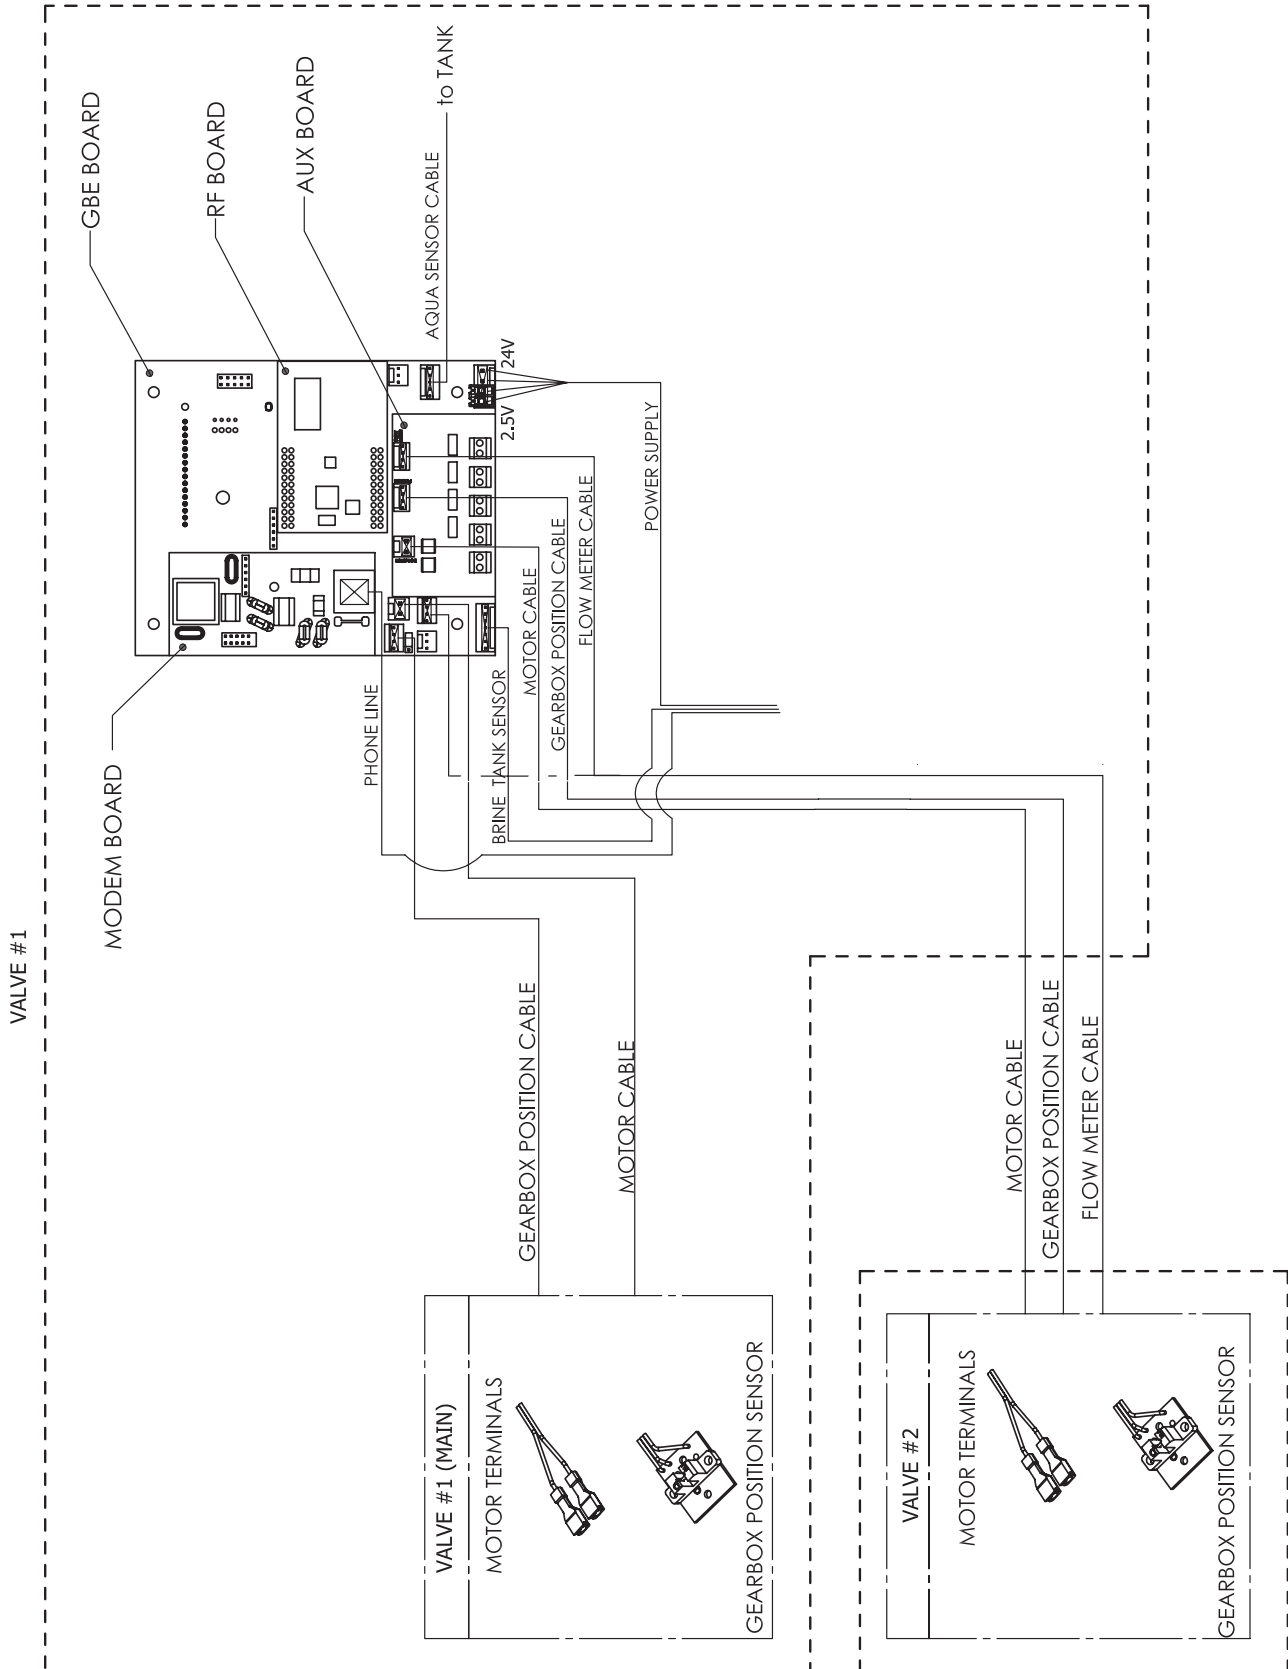 VALVE #1
MODEM BOARD
GBE BOARD
RF BOARD
AUX BOARD
AQUA SENSOR CABLE
to TANK
24V
2.5V
POWER SUPPLY
FLOW METER CABLE
GEARBOX POSITION CABLE
MOTOR CABLE
BRINE TANK SENSOR
PHONE LINE
GEARBOX POSITION CABLE
MOTOR CABLE
VALVE #1 (MAIN)
MOTOR TERMINALS
GEARBOX POSITION SENSOR
MOTOR CABLE
GEARBOX POSITION CABLE
FLOW METER CABLE
VALVE #2
MOTOR TERMINALS
GEARBOX POSITION SENSOR